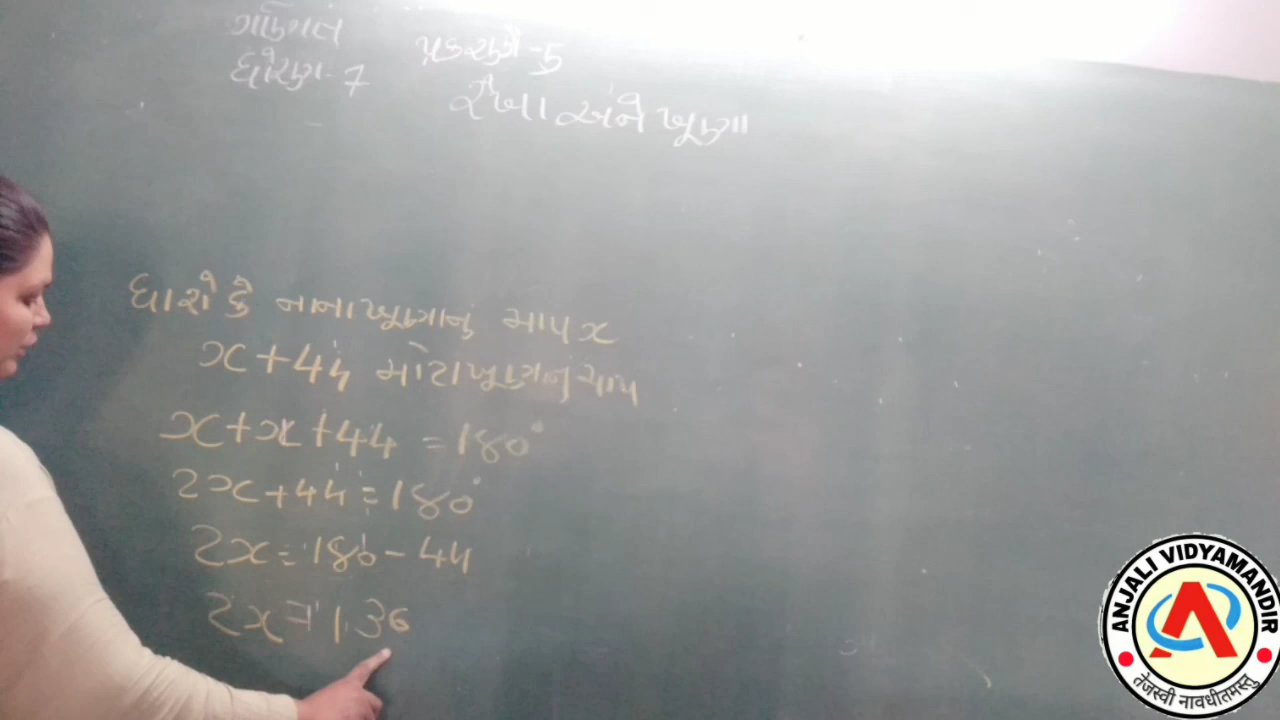 ગણિત
ધોરણ - 7
પ્રકરણ - 5
રેખા અને ખૂણા
ધારો કે નાનાખૂણાનું માપ x
x + 44 મોટાખૂણાનું માપ
x + x + 44 = 180°
2x + 44 = 180°
2x = 180 - 44
2x = 136
ANJALI VIDYAMANDIR
तेजस्वी नावधीतमस्तु